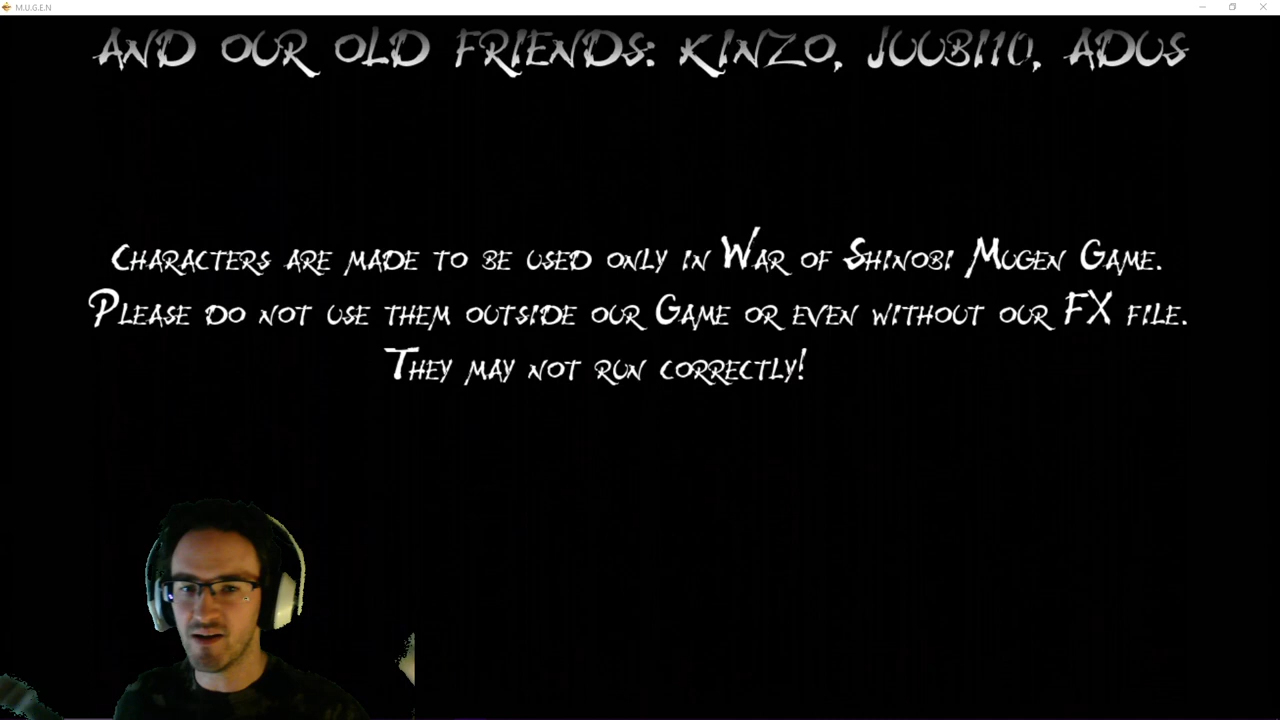 M.U.G.E.N
AND OUR OLD FRIENDS: KINZO, JUUBI10, ADUS
Characters are made to be used only in War of Shinobi Mugen Game.
Please do not use them outside our Game or even without our FX file.
They may not run correctly!